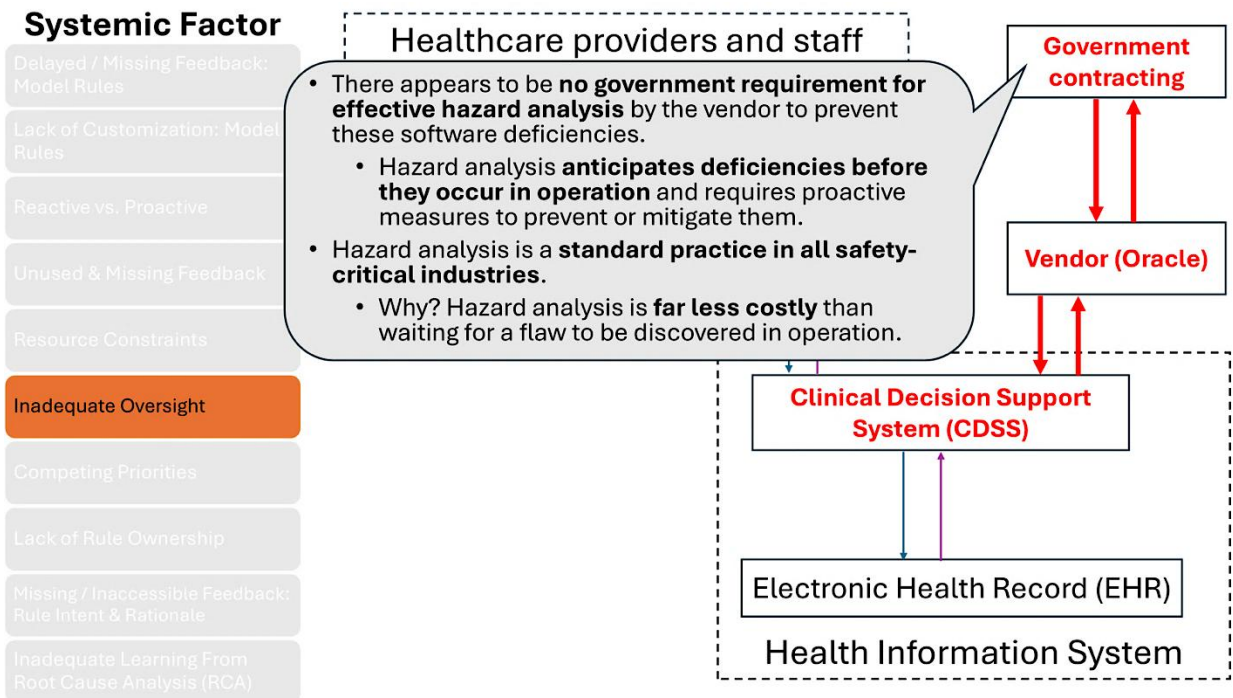 Systemic Factor
Delayed / Missing Feedback:
Model Rules
Lack of Customization: Model
Rules
Reactive vs. Proactive
Unused & Missing Feedback
Resource Constraints
Inadequate Oversight
Competing Priorities
Lack of Rule Ownership
Missing / Inaccessible Feedback:
Rule Intent & Rationale
Inadequate Learning From
Root Cause Analysis (RCA)
Healthcare providers and staff
• There appears to be no government requirement for
effective hazard analysis by the vendor to prevent
these software deficiencies.
• Hazard analysis anticipates deficiencies before
they occur in operation and requires proactive
measures to prevent or mitigate them.
• Hazard analysis is a standard practice in all safety-
critical industries.
• Why? Hazard analysis is far less costly than
waiting for a flaw to be discovered in operation.
Government
contracting
Vendor (Oracle)
Clinical Decision Support
System (CDSS)
Electronic Health Record (EHR)
Health Information System